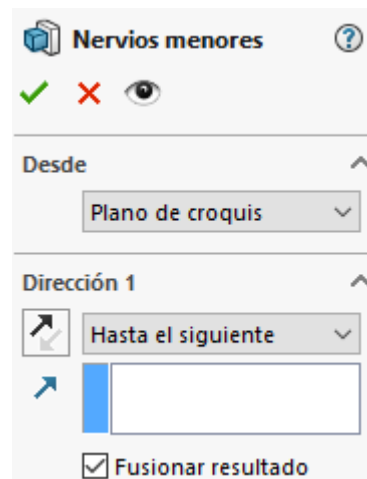 Nervios menores
Desde
Plano de croquis
Dirección 1
Hasta el siguiente
Fusionar resultado